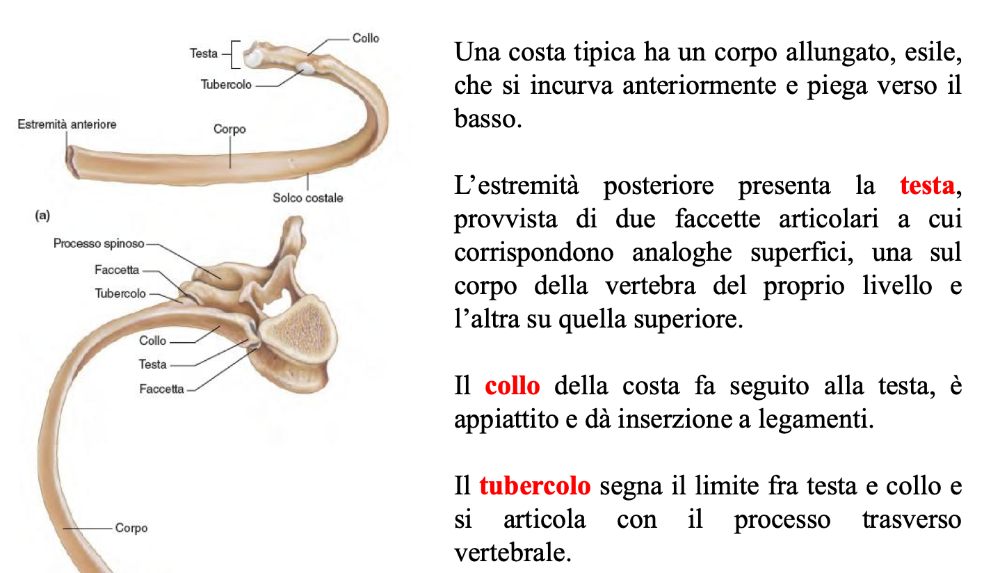 Collo
Testa
Tubercolo
Estremità anteriore
Corpo
Solco costale
(a)
Processo spinoso
Faccetta
Tubercolo
Collo
Testa
Faccetta
Corpo
Una costa tipica ha un corpo allungato, esile,
che si incurva anteriormente e piega verso il
basso.
L’estremità posteriore presenta la testa,
provvista di due faccette articolari a cui
corrispondono analoghe superfici, una sul
corpo della vertebra del proprio livello e
l’altra su quella superiore.
Il collo della costa fa seguito alla testa, è
appiattito e dà inserzione a legamenti.
Il tubercolo segna il limite fra testa e collo e
si articola con il processo trasverso
vertebrale.